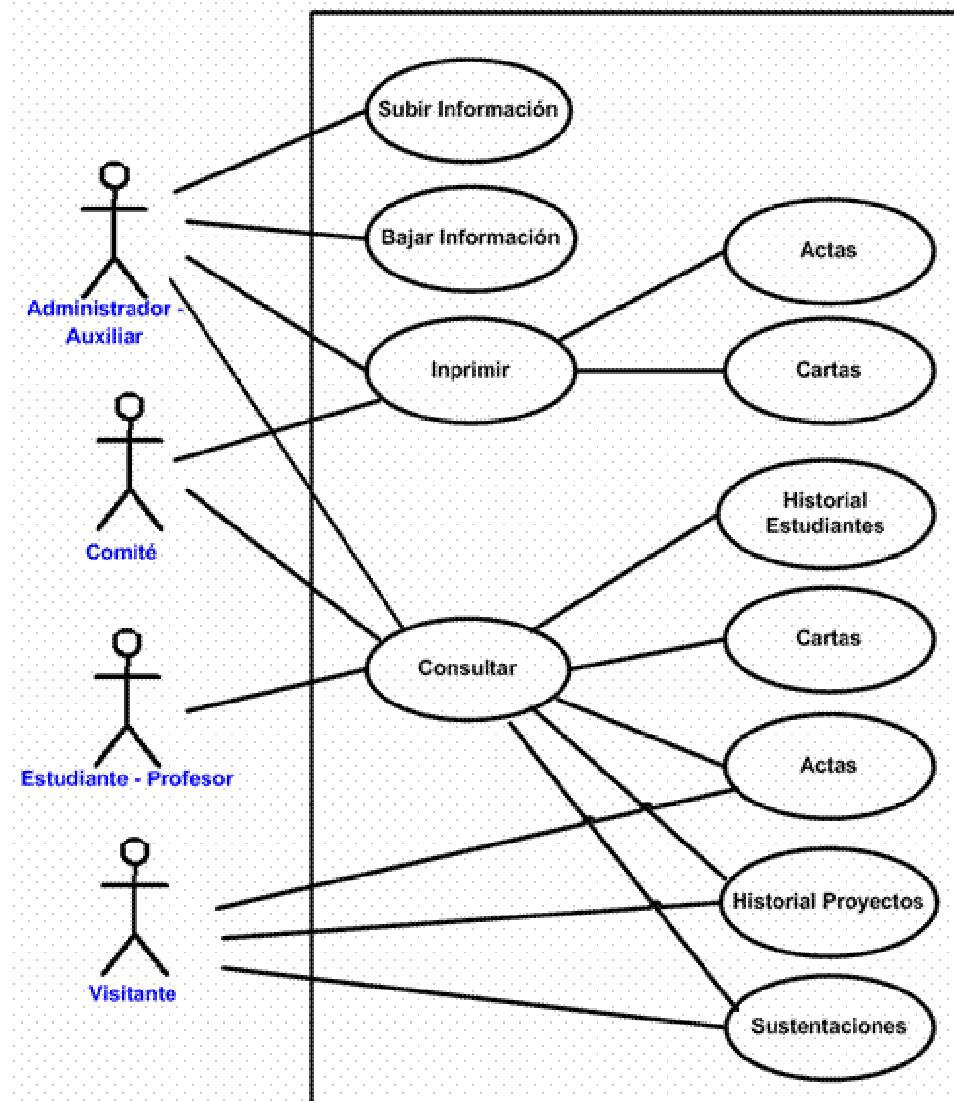 Subir Información
Bajar Información
Actas
Administrador -
Auxiliar
Inprimir
Cartas
Comité
Historial
Estudiantes
Cartas
Consultar
Actas
Estudiante - Profesor
Historial Proyectos
Visitante
Sustentaciones